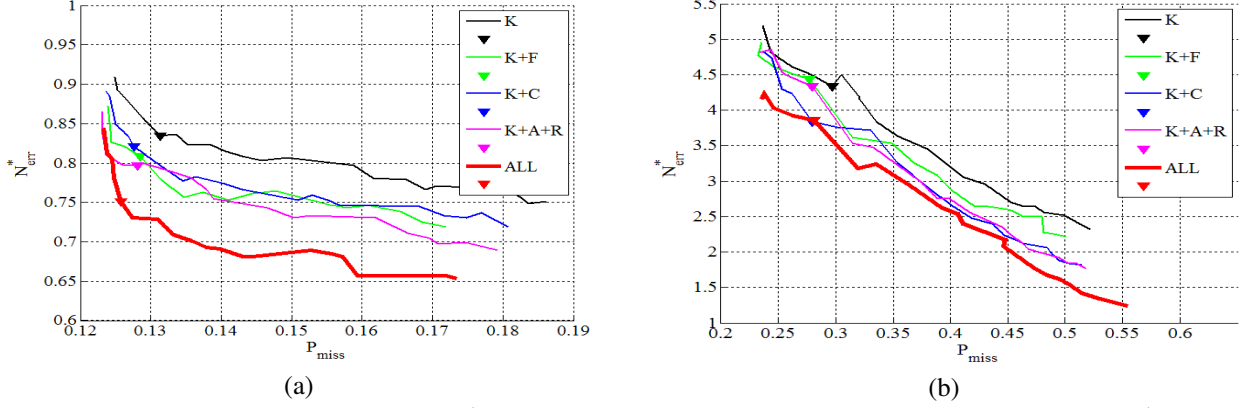 1
0.95
0.9
0.85
0.8
0.75
0.7
0.65
0.6
N*err
0.12 0.13 0.14 0.15 0.16 0.17 0.18 0.19
Pmiss
K
K+F
K+C
K+A+R
ALL
(a)
5.5
5
4.5
4
3.5
3
2.5
2
1.5
1
N*err
0.2 0.25 0.3 0.35 0.4 0.45 0.5 0.55 0.6
Pmiss
K
K+F
K+C
K+A+R
ALL
(b)